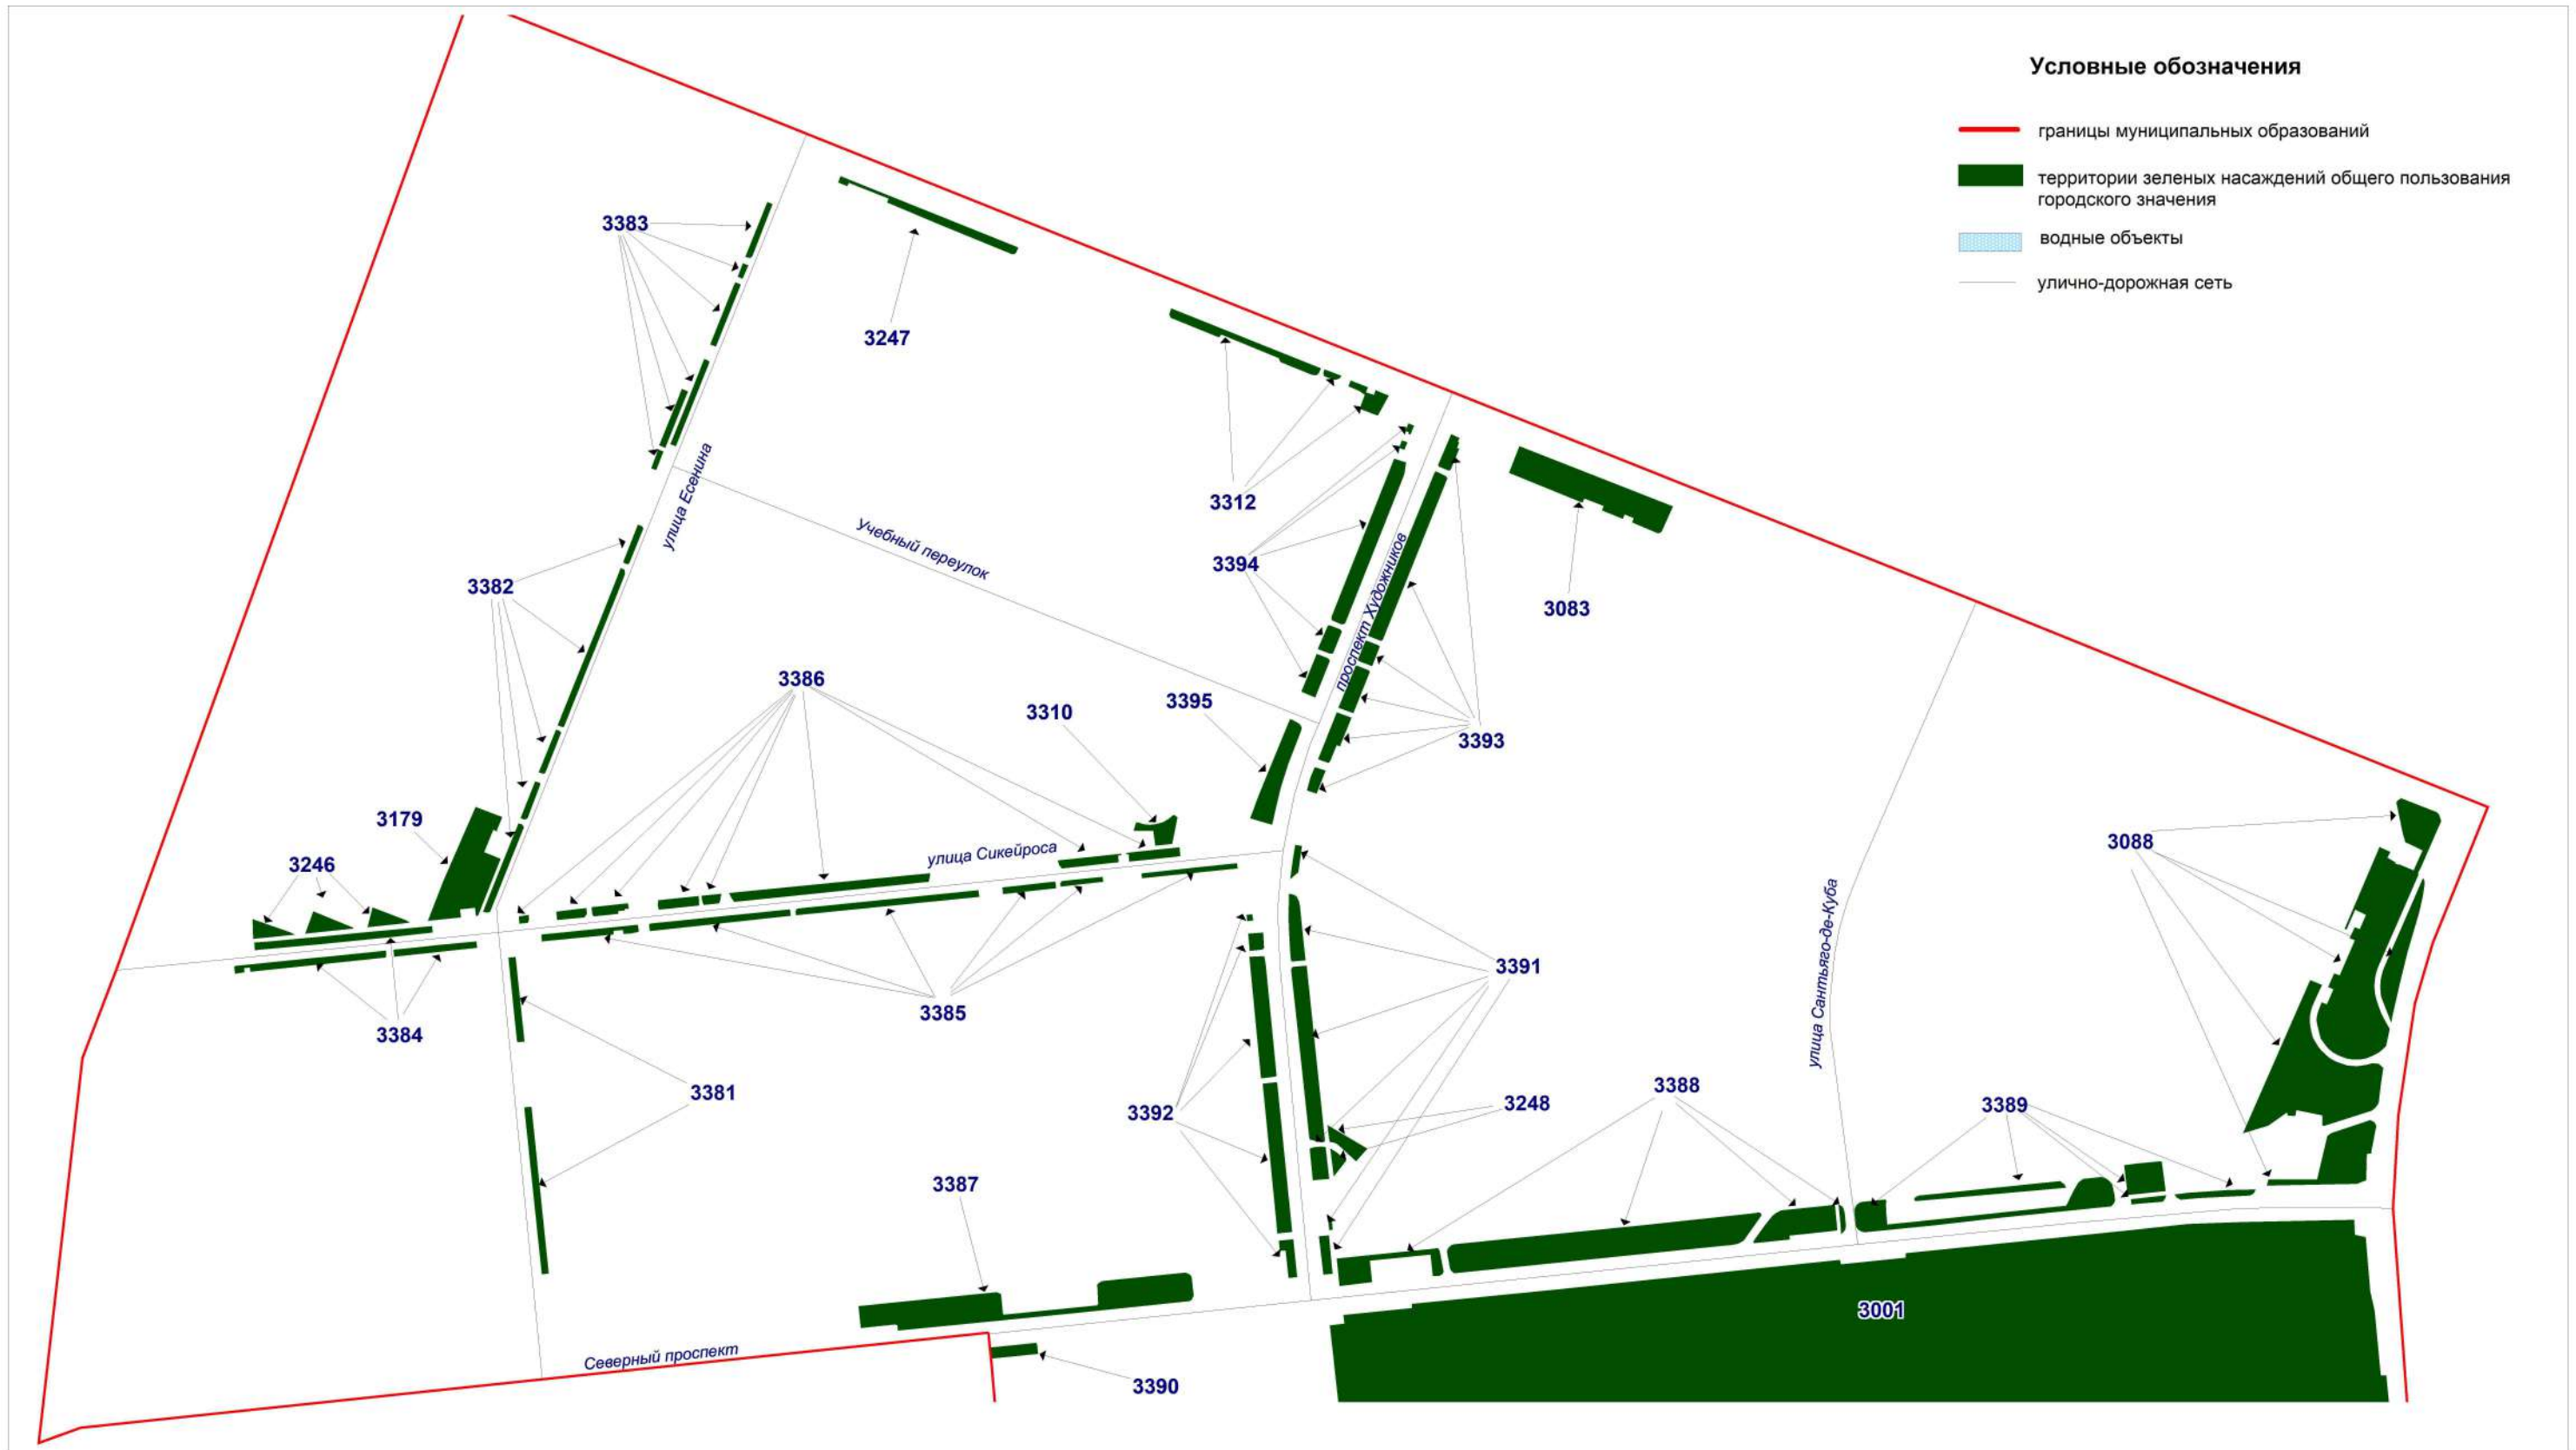 Условные обозначения
границы муниципальных образований
территории зеленых насаждений общего пользования
городского значения
водные объекты
улично-дорожная сеть
3383
3247
3312
улица Есенина
Учебный переулок
3394
проспект Художников
3083
3382
3386
3310
3395
3393
3179
3246
улица Сикейроса
3088
улица Сантьяго-де-Куба
3391
3384
3385
3381
3392
3248
3388
3389
3387
3001
Северный проспект
3390